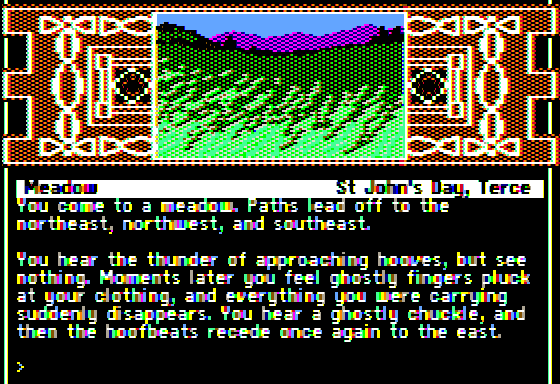 Meadow St John's Day, Terce
You come to a meadow. Paths lead off to the
northeast, northwest, and southeast.
You hear the thunder of approaching hooves, but see
nothing. Moments later you feel ghostly fingers pluck
at your clothing, and everything you were carrying
suddenly disappears. You hear a ghostly chuckle, and
then the hoofbeats recede once again to the east.
>